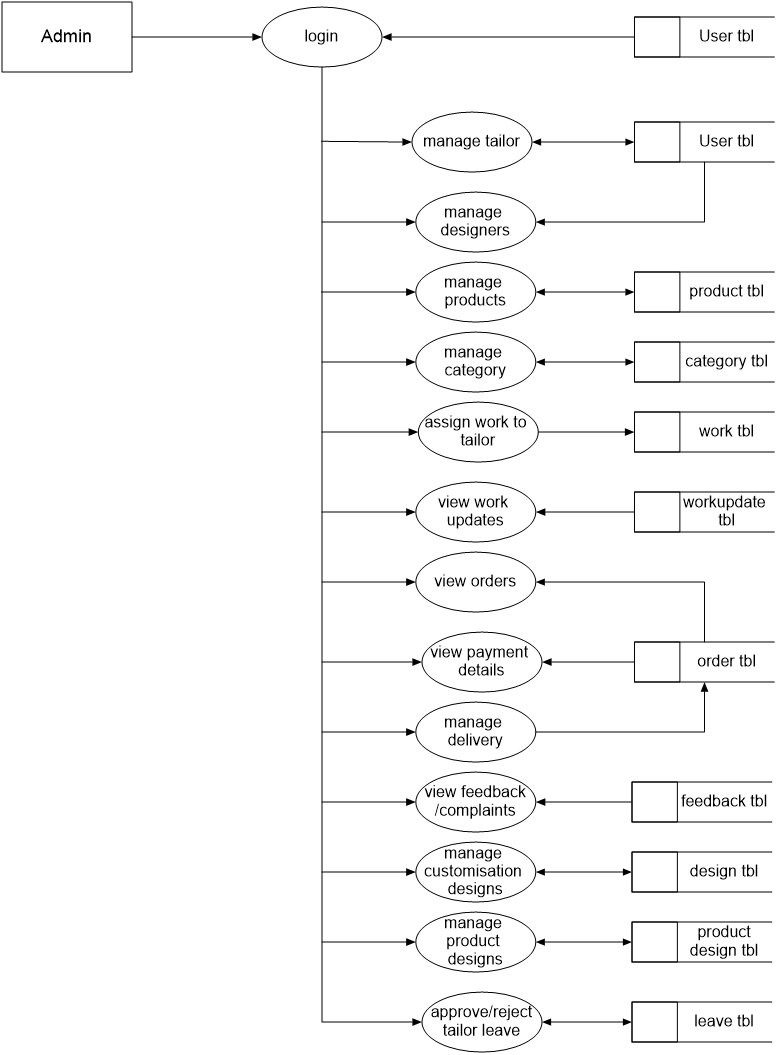 Admin
login
User tbl
manage tailor
User tbl
manage
designers
manage
products
product tbl
manage
category
category tbl
assign work to
tailor
work tbl
view work
updates
workupdate
tbl
view orders
view payment
details
order tbl
manage
delivery
view feedback
/complaints
feedback tbl
manage
customisation
designs
design tbl
manage
product
designs
product
design tbl
approve/reject
tailor leave
leave tbl